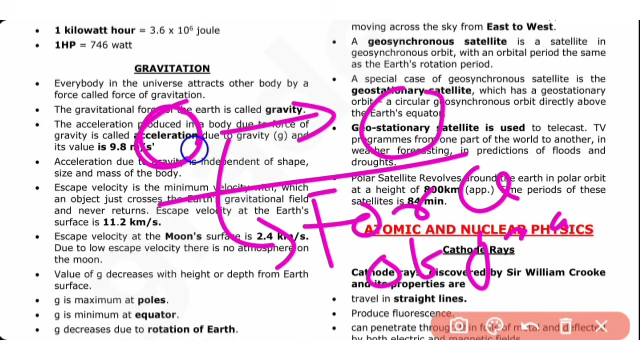 1 kilowatt hour = 3.6 x 10⁶ joule
1HP = 746 watt
GRAVITATION
Everybody in the universe attracts other body by a
force called force of gravitation.
The gravitational force the earth is called gravity.
The acceleration produced in a body due to force of
gravity is called acceleration due to gravity (g) and
its value is 9.8 m/s²
Acceleration due gravity is independent of shape,
size and mass of the body.
Escape velocity is the minimum velocity which
an object just crosses the Earth gravitational field
and never returns. Escape velocity at the Earth's
surface is 11.2 km/s.
Escape velocity at the Moon's surface is 2.4 km/s.
Due to low escape velocity there is no atmosphere on
the moon.
Value of g decreases with height or depth from Earth
surface.
g is maximum at poles.
g is minimum at equator.
g decreases due to rotation of Earth.
moving across the sky from East to West.
A geosynchronous satellite is a satellite in
geosynchronous orbit, with an orbital period the same
as the Earth's rotation period.
A special case of geosynchronous satellite is the
geostationary satellite, which has a geostationary
orbit a circular geosynchronous orbit directly above
the Earth's equator
Geo-stationary satellite is used to telecast. TV
programmes from one part of the world to another, in
weather forecasting, in predictions of floods and
droughts.
Polar Satellite Revolves around the earth in polar orbit
at a height of 800km (app.) time periods of these
satellites is 84 min.
Force
ATOMIC AND NUCLEAR PHYSICS
Cathode Rays
Cathode rays discovered by Sir William Crooke
and its properties are
travel in straight lines.
Produce fluorescence.
can penetrate through of metal and deflected
by both electric and magnetic fields